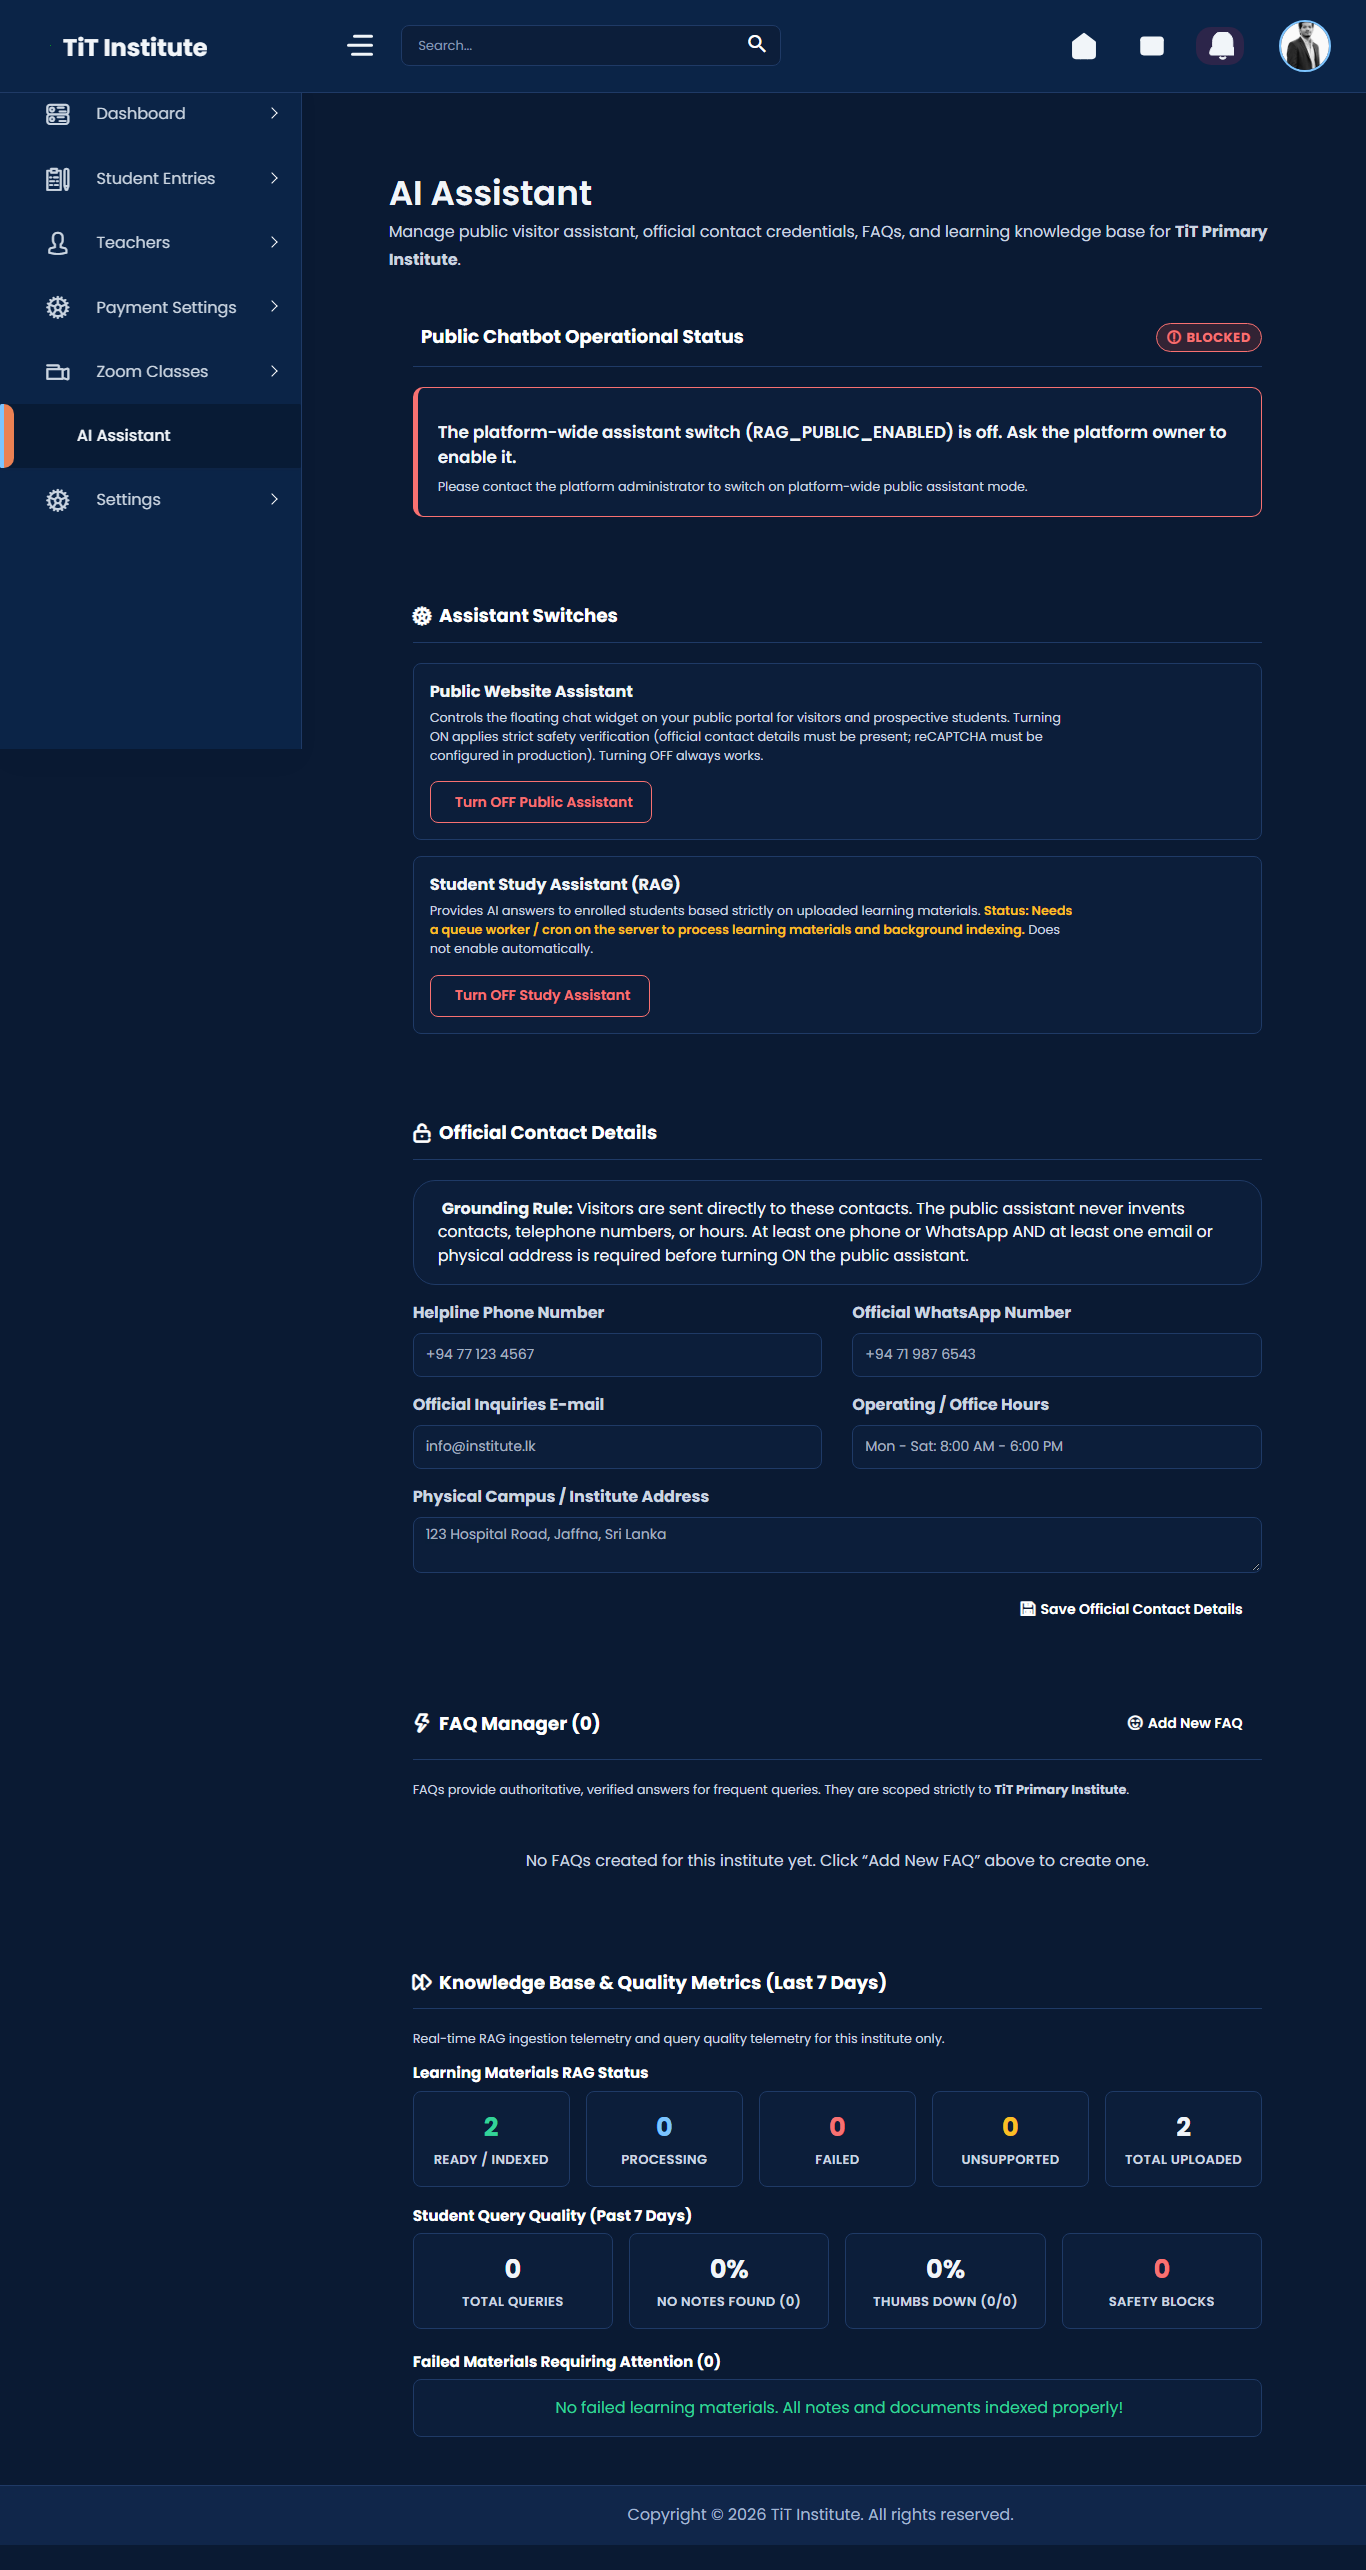 TiT Institute
Search...
Dashboard
Student Entries
Teachers
Payment Settings
Zoom Classes
AI Assistant
Settings
AI Assistant
Manage public visitor assistant, official contact credentials, FAQs, and learning knowledge base for TiT Primary
Institute.
Public Chatbot Operational Status
BLOCKED
The platform-wide assistant switch (RAG_PUBLIC_ENABLED) is off. Ask the platform owner to
enable it.
Please contact the platform administrator to switch on platform-wide public assistant mode.
Assistant Switches
Public Website Assistant
Controls the floating chat widget on your public portal for visitors and prospective students. Turning
ON applies strict safety verification (official contact details must be present; reCAPTCHA must be
configured in production). Turning OFF always works.
Turn OFF Public Assistant
Student Study Assistant (RAG)
Provides AI answers to enrolled students based strictly on uploaded learning materials. Status: Needs
a queue worker / cron on the server to process learning materials and background indexing. Does
not enable automatically.
Turn OFF Study Assistant
Official Contact Details
Grounding Rule: Visitors are sent directly to these contacts. The public assistant never invents
contacts, telephone numbers, or hours. At least one phone or WhatsApp AND at least one email or
physical address is required before turning ON the public assistant.
Helpline Phone Number
Official WhatsApp Number
+94 77 123 4567
+94 71 987 6543
Official Inquiries E-mail
Operating / Office Hours
info@institute.lk
Mon - Sat: 8:00 AM - 6:00 PM
Physical Campus / Institute Address
123 Hospital Road, Jaffna, Sri Lanka
Save Official Contact Details
FAQ Manager (0)
Add New FAQ
FAQs provide authoritative, verified answers for frequent queries. They are scoped strictly to TiT Primary Institute.
No FAQs created for this institute yet. Click “Add New FAQ” above to create one.
Knowledge Base & Quality Metrics (Last 7 Days)
Real-time RAG ingestion telemetry and query quality telemetry for this institute only.
Learning Materials RAG Status
2
0
0
0
2
READY / INDEXED
PROCESSING
FAILED
UNSUPPORTED
TOTAL UPLOADED
Student Query Quality (Past 7 Days)
0
0%
0%
0
TOTAL QUERIES
NO NOTES FOUND (0)
THUMBS DOWN (0/0)
SAFETY BLOCKS
Failed Materials Requiring Attention (0)
No failed learning materials. All notes and documents indexed properly!
Copyright © 2026 TiT Institute. All rights reserved.